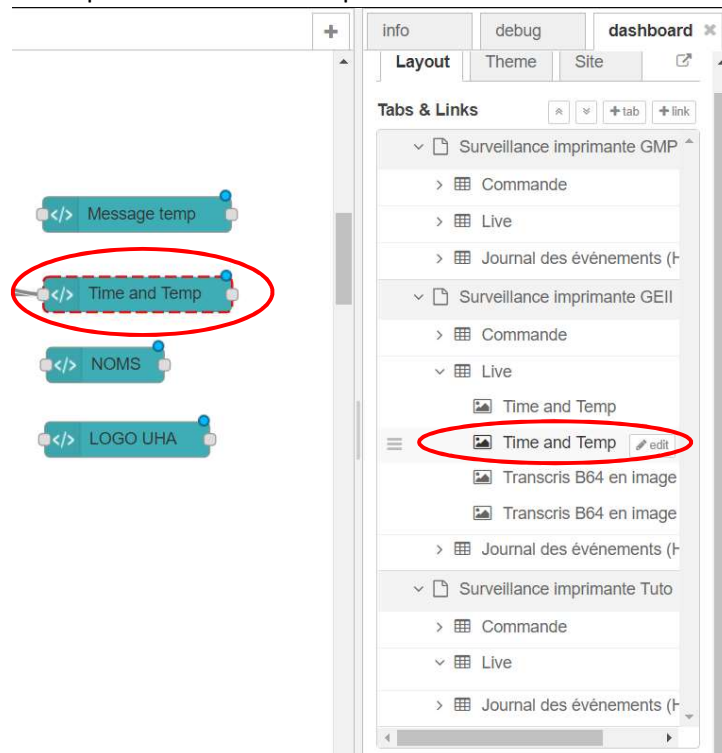 info debug dashboard
Layout Theme Site
Tabs & Links tab link
Surveillance imprimante GMP
Commande
</> Message temp
Live
Journal des événements (H
</> Time and Temp
Surveillance imprimante GEII
Commande
</> NOMS
Live
Time and Temp
</> LOGO UHA
Time and Temp edit
Transcris B64 en image
Transcris B64 en image
Journal des événements (H
Surveillance imprimante Tuto
Commande
Live
Journal des événements (H